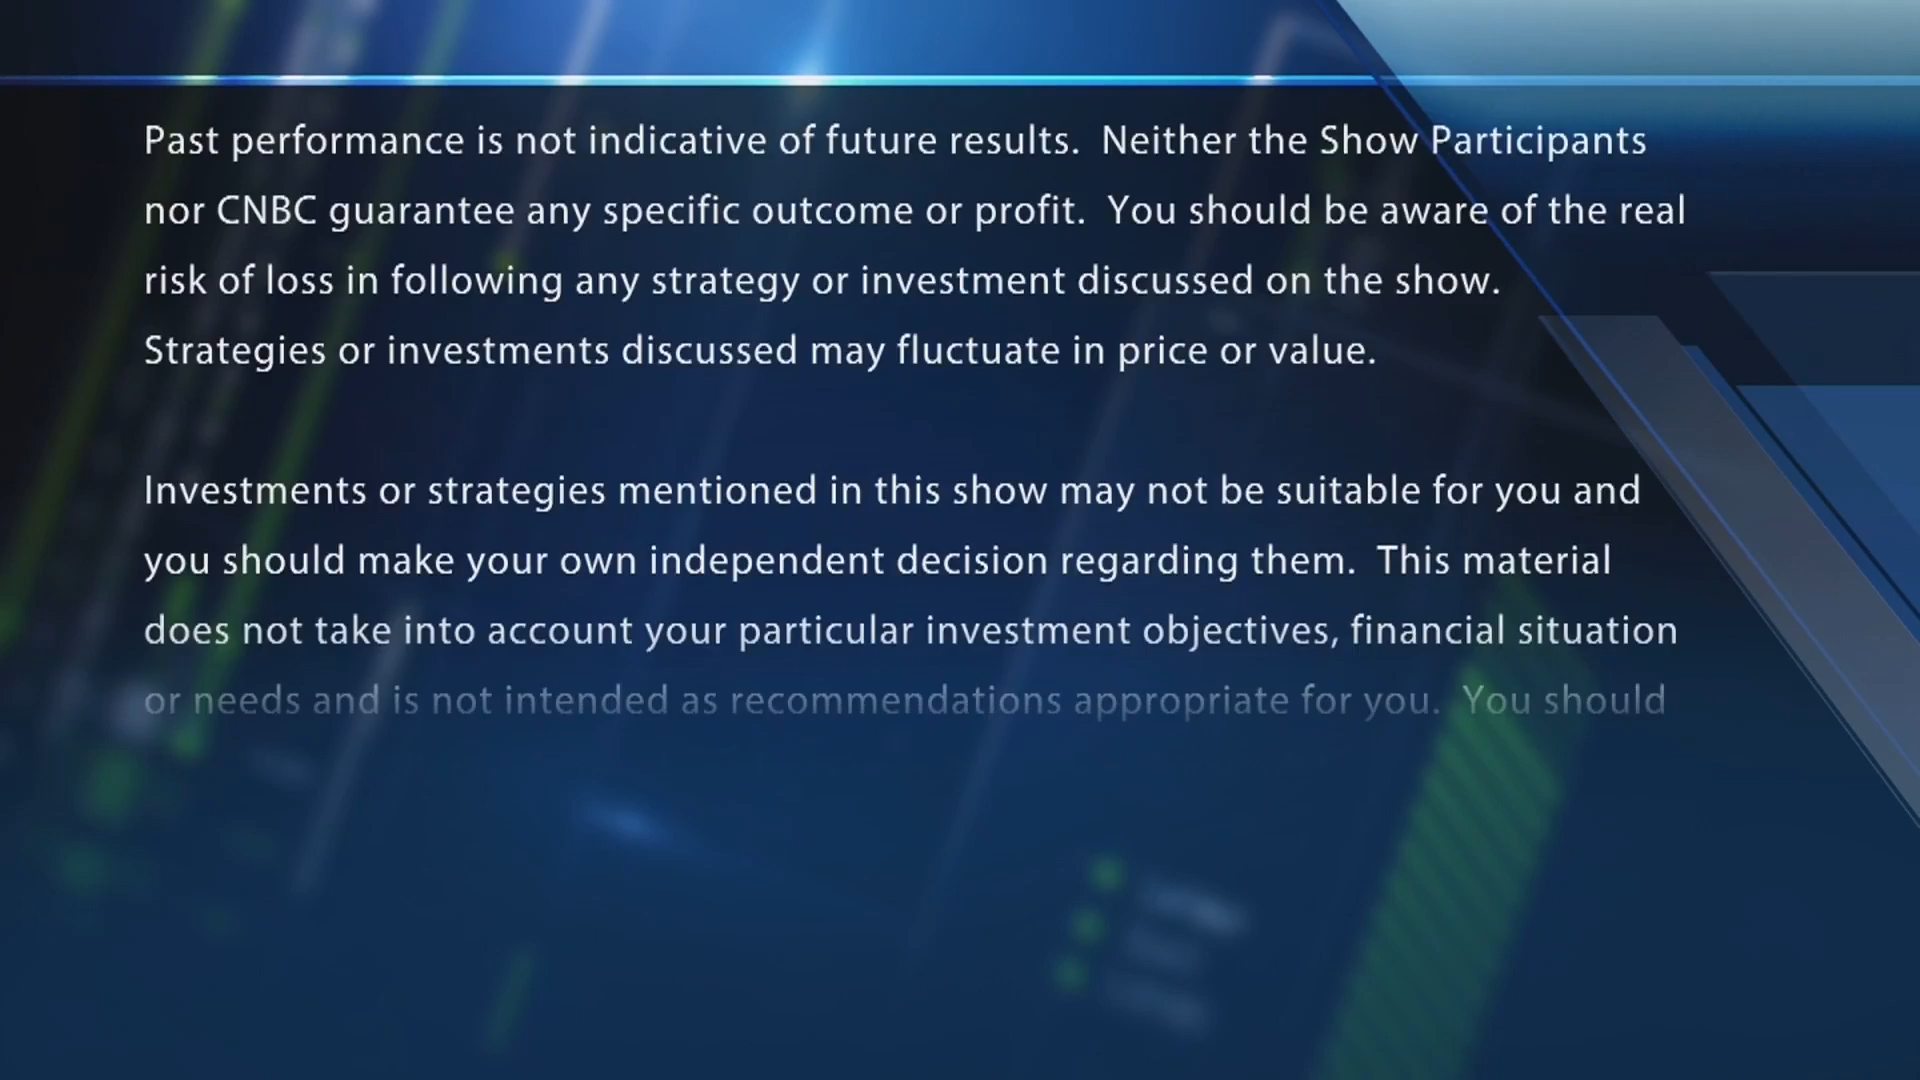 Past performance is not indicative of future results.  Neither the Show Participants
nor CNBC guarantee any specific outcome or profit.  You should be aware of the real
risk of loss in following any strategy or investment discussed on the show.
Strategies or investments discussed may fluctuate in price or value.
Investments or strategies mentioned in this show may not be suitable for you and
you should make your own independent decision regarding them.  This material
does not take into account your particular investment objectives, financial situation
or needs and is not intended as recommendations appropriate for you.  You should